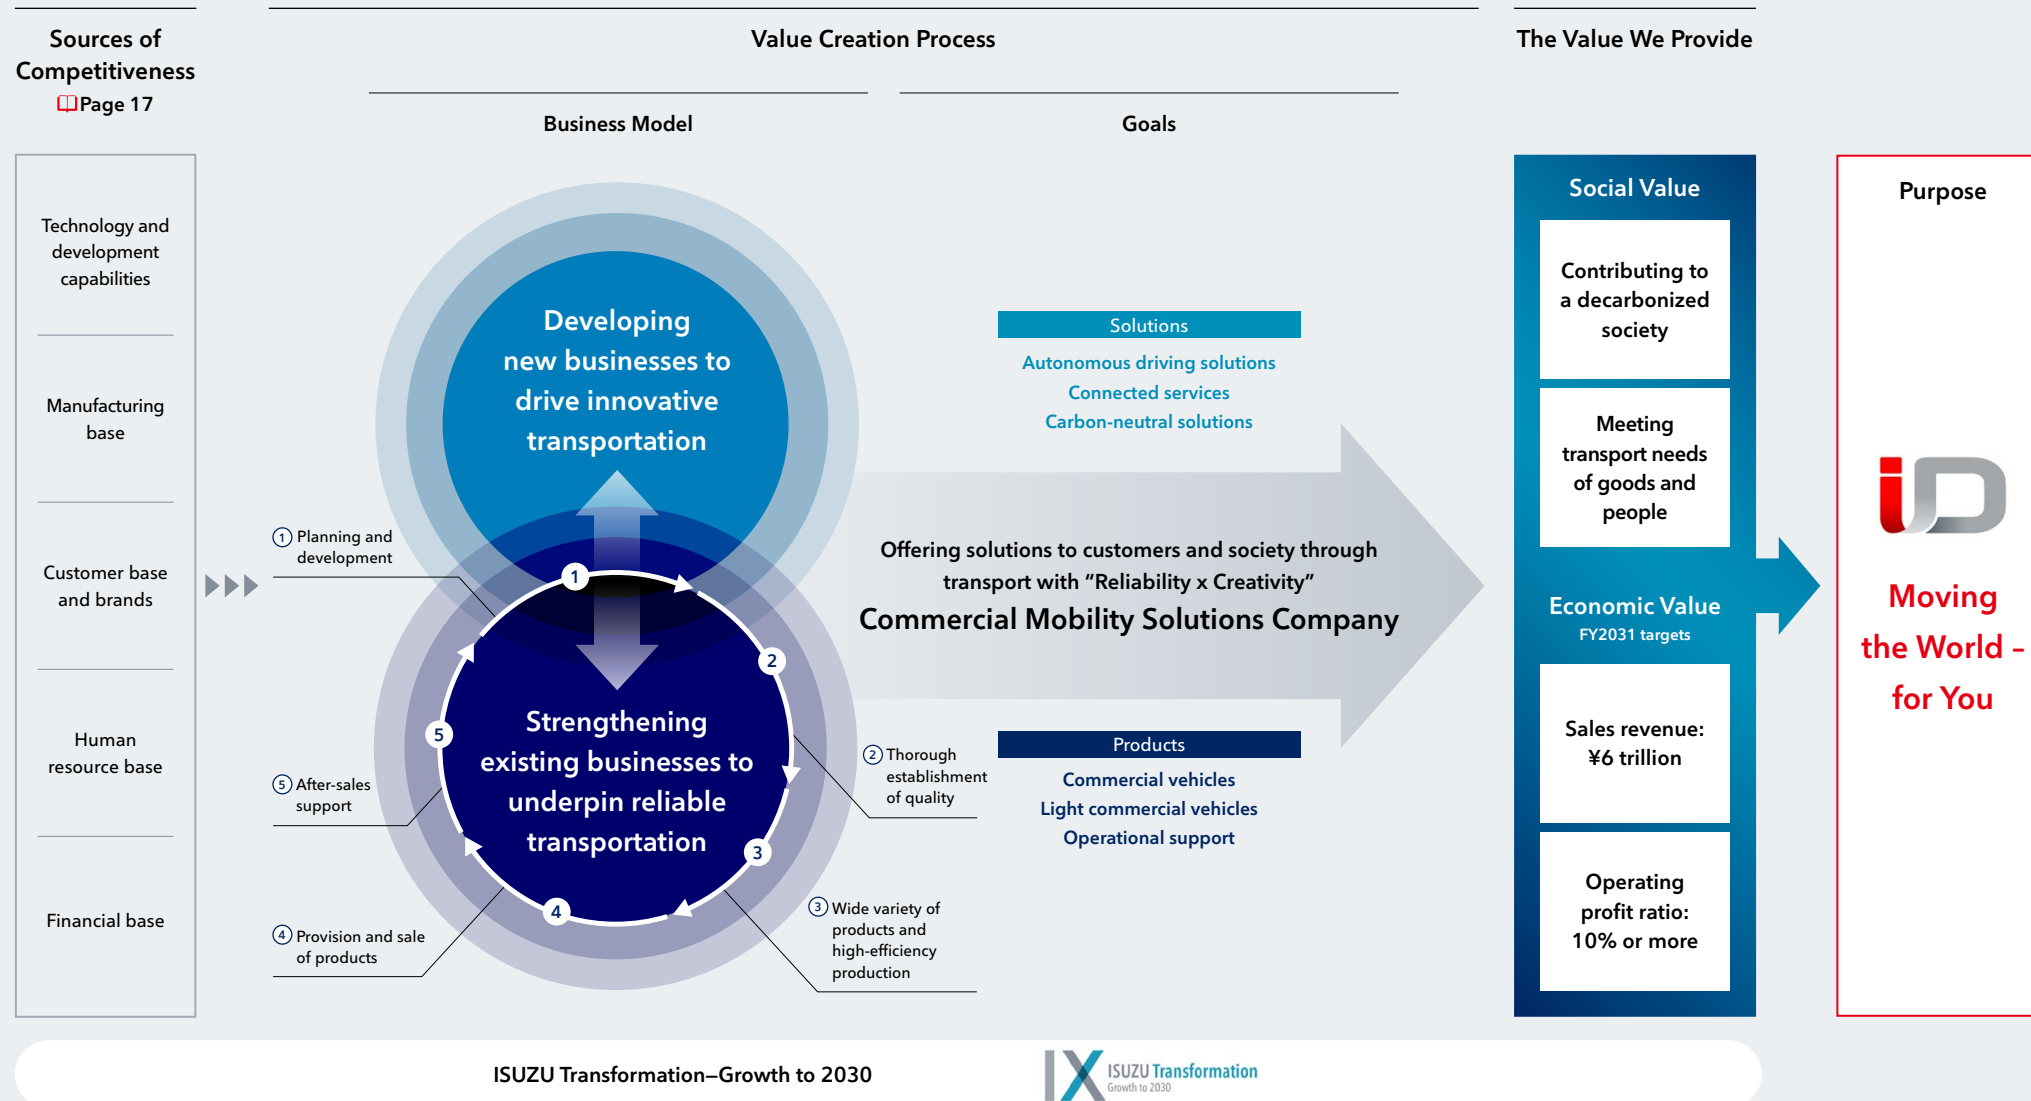 Sources of
Competitiveness
Page 17
Value Creation Process
The Value We Provide
Business Model
Goals
Technology and
development
capabilities
Manufacturing
base
Customer base
and brands
Human
resource base
Financial base
Developing
new businesses to
drive innovative
transportation
Strengthening
existing businesses to
underpin reliable
transportation
1
2
3
4
5
1 Planning and
development
2 Thorough
establishment
of quality
3 Wide variety of
products and
high-efficiency
production
4 Provision and sale
of products
5 After-sales
support
Solutions
Autonomous driving solutions
Connected services
Carbon-neutral solutions
Offering solutions to customers and society through
transport with “Reliability x Creativity”
Commercial Mobility Solutions Company
Products
Commercial vehicles
Light commercial vehicles
Operational support
Social Value
Contributing to
a decarbonized
society
Meeting
transport needs
of goods and
people
Economic Value
FY2031 targets
Sales revenue:
¥6 trillion
Operating
profit ratio:
10% or more
Purpose
iD
Moving
the World –
for You
ISUZU Transformation–Growth to 2030
IX ISUZU Transformation
Growth to 2030